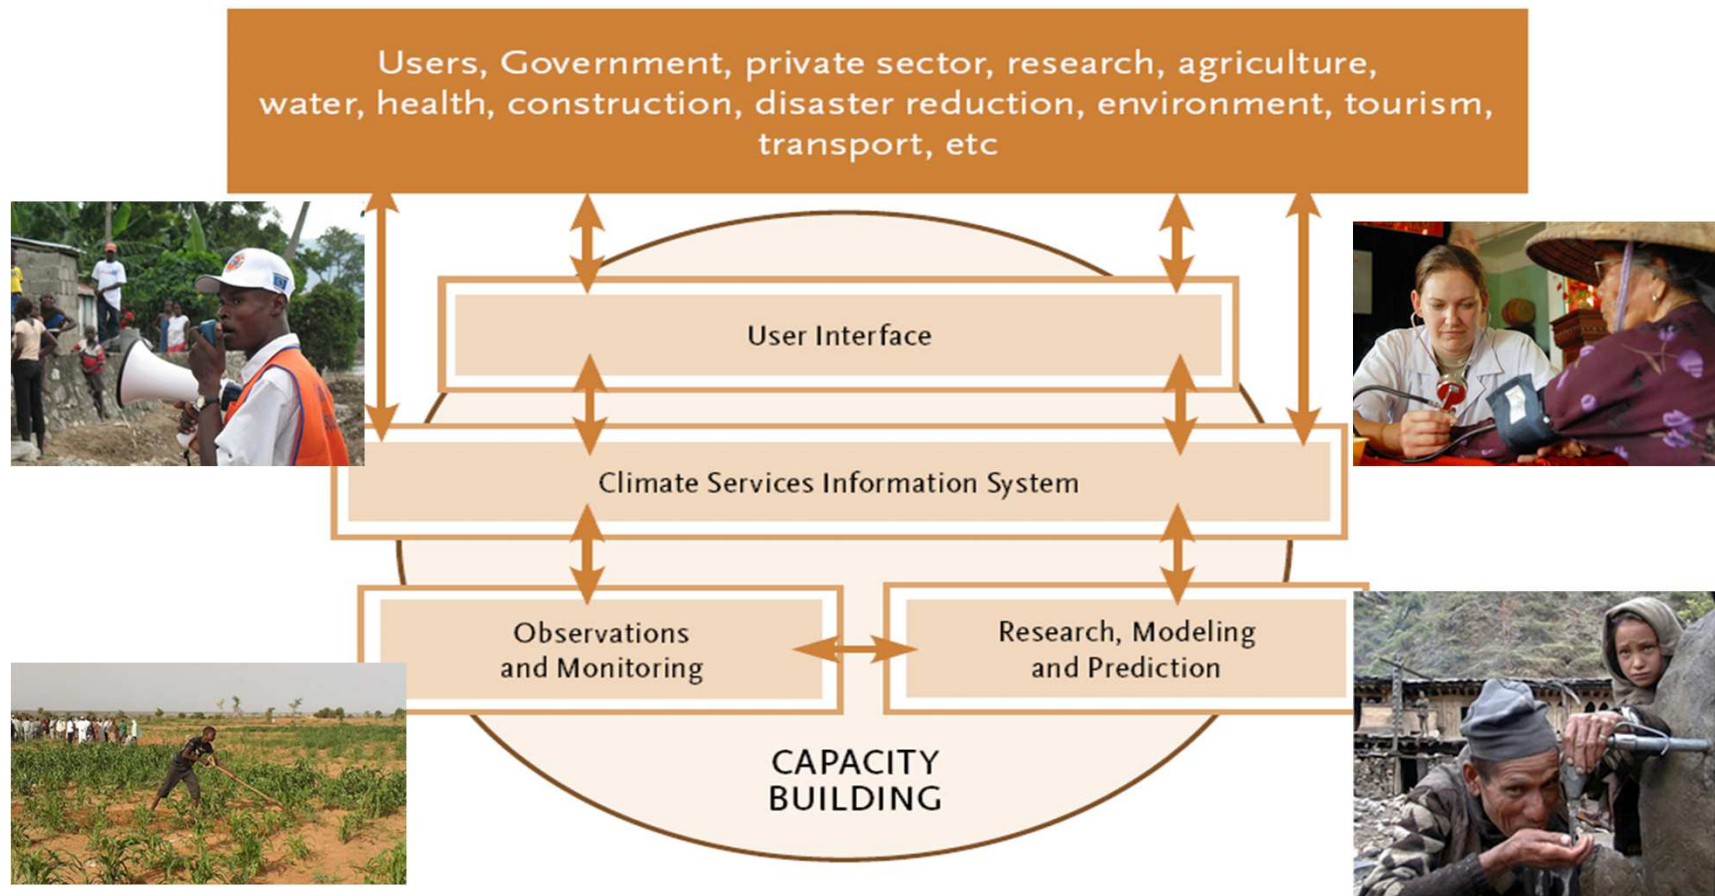 Users, Government, private sector, research, agriculture,
water, health, construction, disaster reduction, environment, tourism,
transport, etc
User Interface
Climate Services Information System
Observations
and Monitoring
Research, Modeling
and Prediction
CAPACITY
BUILDING